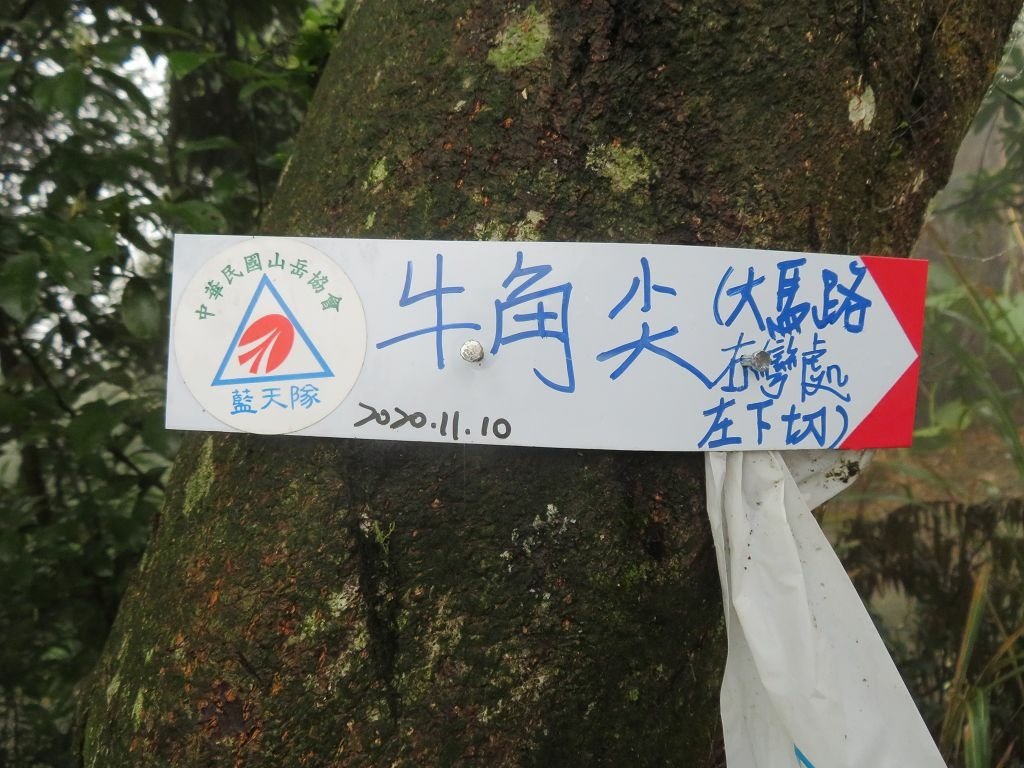 中華民國山岳協會
藍天隊
牛角尖
2020.11.10
(大馬路
右彎處
左下切)